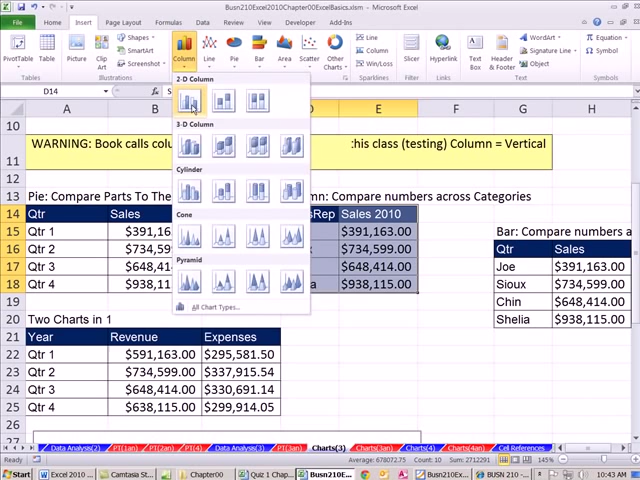 Busn210Excel2010Chapter00ExcelBasics.xlsm - Microsoft Excel
File Home Insert Page Layout Formulas Data Review View Developer Add-Ins
PivotTable Table Picture Clip Art Shapes SmartArt Screenshot Column Line Pie Bar Area Scatter Other Charts Line Column Win/Loss Slicer Hyperlink Text Box Header & Footer WordArt Signature Line Object Equation Symbol
Tables Illustrations Sparklines Filter Links Text Symbols
D14
2-D Column
3-D Column
Cylinder
Cone
Pyramid
All Chart Types...
A B D E F G H
10
11 WARNING: Book calls colu :his class (testing) Column = Vertical
12
13 Pie: Compare Parts To The mn: Compare numbers across Categories
14 Qtr Sales sRep Sales 2010
15 Qtr 1 $391,16 $391,163.00 Bar: Compare numbers a
16 Qtr 2 $734,59 $734,599.00 Qtr Sales
17 Qtr 3 $648,41 $648,414.00 Joe $391,163.00
18 Qtr 4 $938,11 $938,115.00 Sioux $734,599.00
19 Chin $648,414.00
20 Two Charts in 1 Shelia $938,115.00
21 Year Revenue Expenses
22 Qtr 1 $591,163.00 $295,581.50
23 Qtr 2 $734,599.00 $337,915.54
24 Qtr 3 $648,414.00 $330,691.14
25 Qtr 4 $638,115.00 $299,914.05
26
27
Data Analysis(2) PT(1) PT(1an) PT(2) PT(4) Data Analysis(3) Charts(3) Charts(3an) Charts(4) Charts(4an) Cell References
Ready Average: 678072.75 Count: 10 Sum: 2712291 145%
Start Excel 2010 ... Camtasia St... Chapter00 Quiz 1 Chap... Busn210E... Busn210Ex... BUSN 210 -... 10:43 AM